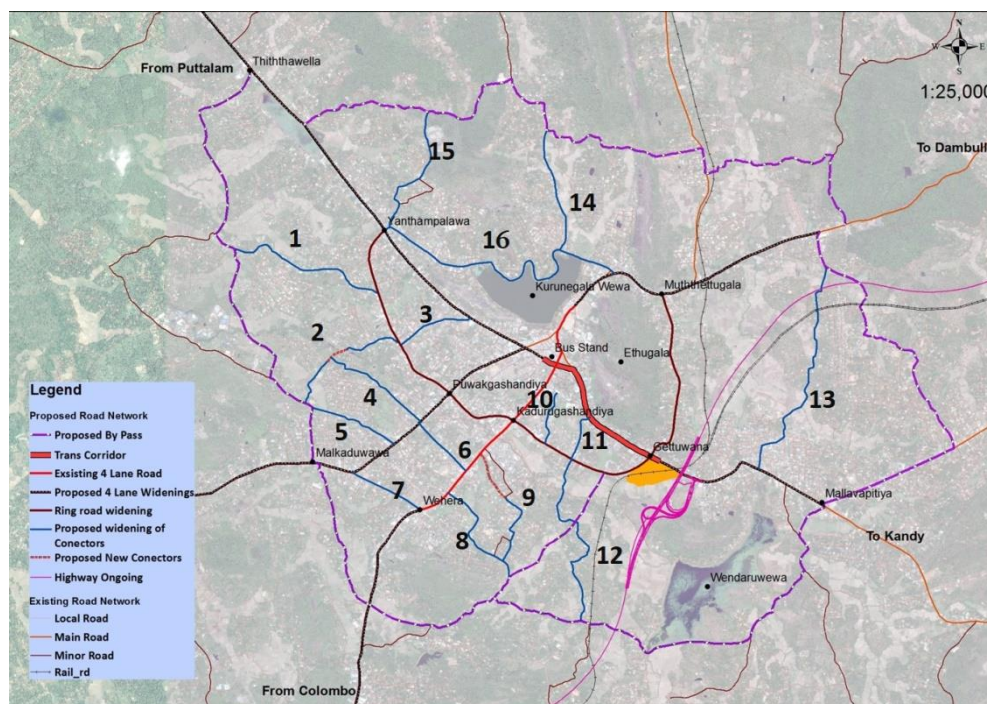 N
W E
S
1:25,000
From Puttalam
Thiththawella
To Dambull
15
14
Yanthampalawa
1
16
Kurunegala Wewa
Muththettugala
3
2
Bus Stand
Ethugala
Legend
Proposed Road Network
Proposed By Pass
Trans Corridor
Exsisting 4 Lane Road
Proposed 4 Lane Widenings
Ring road widening
Proposed widening of
Conectors
Proposed New Conectors
Highway Ongoing
Existing Road Network
Local Road
Main Road
Minor Road
Rail_rd
Puwakgashandiya
4
10
Kadurugashandiya
13
5
11
Gettuwana
Malkaduwawa
6
7
Wehera
9
Mallavapitiya
8
To Kandy
12
Wendaruwewa
From Colombo